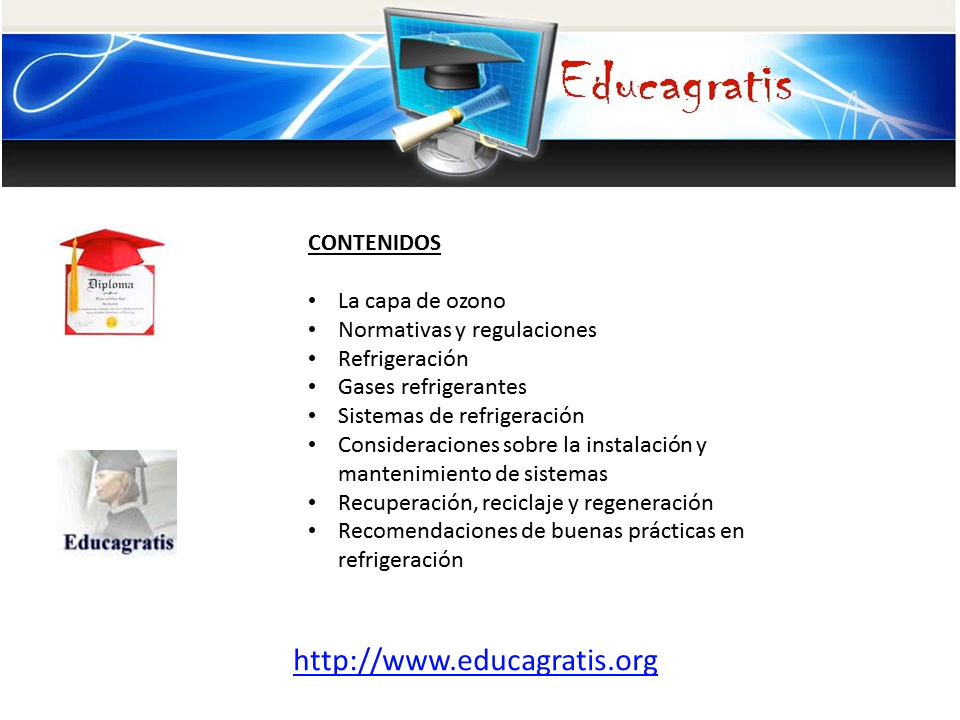 Educagratis
CONTENIDOS
Diploma
• La capa de ozono
• Normativas y regulaciones
• Refrigeración
• Gases refrigerantes
• Sistemas de refrigeración
• Consideraciones sobre la instalación y
mantenimiento de sistemas
• Recuperación, reciclaje y regeneración
• Recomendaciones de buenas prácticas en
refrigeración
Educagratis
http://www.educagratis.org